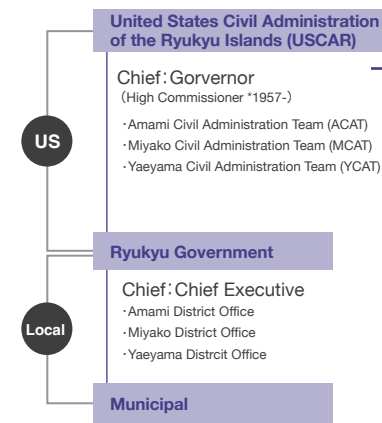 United States Civil Administration
of the Ryukyu Islands (USCAR)
Chief：Gorvernor
（High Commissioner *1957-）
・Amami Civil Administration Team (ACAT)
・Miyako Civil Administration Team (MCAT)
・Yaeyama Civil Administration Team (YCAT)
US
Ryukyu Government
Chief：Chief Executive
・Amami District Office
・Miyako District Office
・Yaeyama Distrcit Office
Local
Municipal